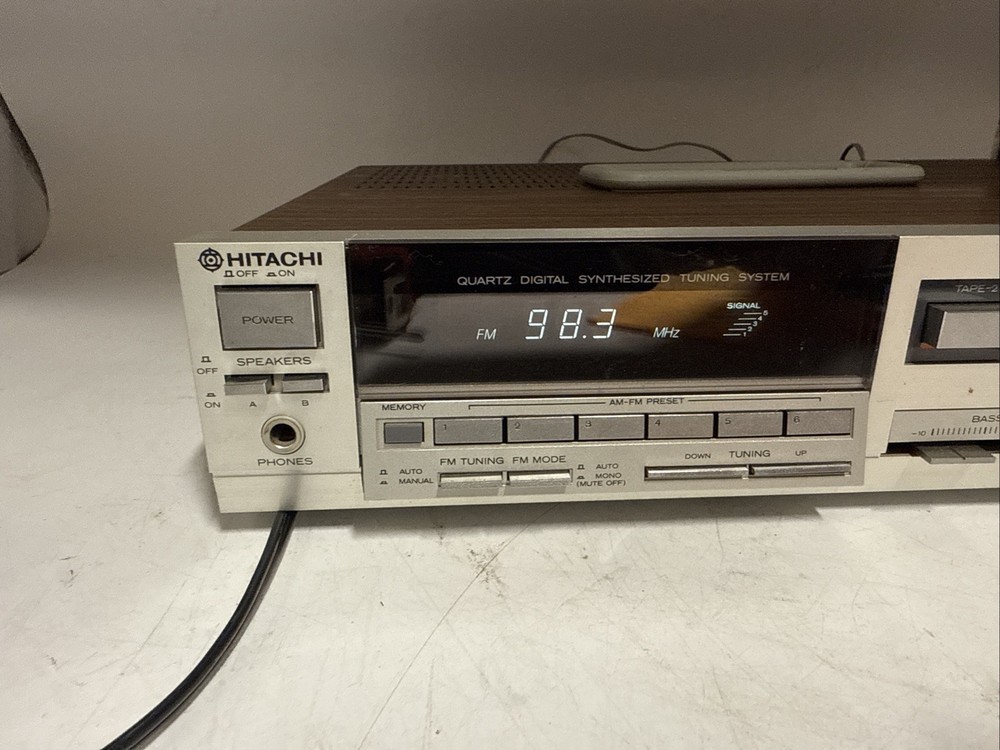 HITACHI
OFF ON
POWER
SPEAKERS
OFF
ON
A B
PHONES
QUARTZ DIGITAL SYNTHESIZED TUNING SYSTEM
FM 98.3 MHz
SIGNAL
5
4
3
2
1
MEMORY
AM-FM PRESET
1 2 3 4 5 6
FM TUNING FM MODE
AUTO
MANUAL
AUTO
MONO
(MUTE OFF)
DOWN TUNING UP
TAPE-2
BASS
-10